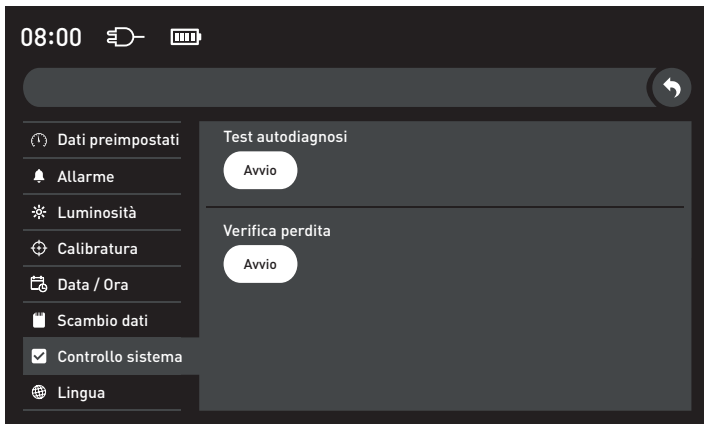 08:00
Dati preimpostati
Allarme
Luminosità
Calibratura
Data / Ora
Scambio dati
Controllo sistema
Lingua
Test autodiagnosi
Avvio
Verifica perdita
Avvio